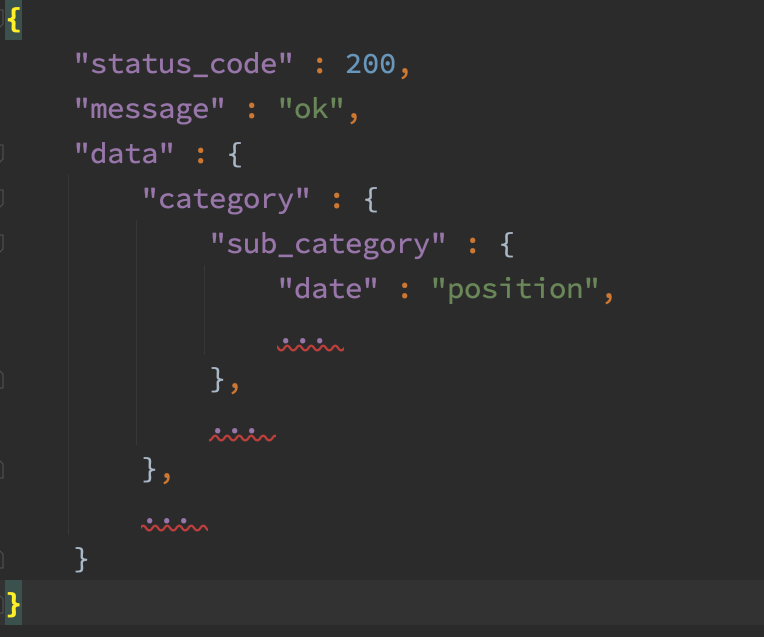 {
"status_code" : 200,
"message" : "ok",
"data" : {
"category" : {
"sub_category" : {
"date" : "position",
...
},
...
},
...
}
}